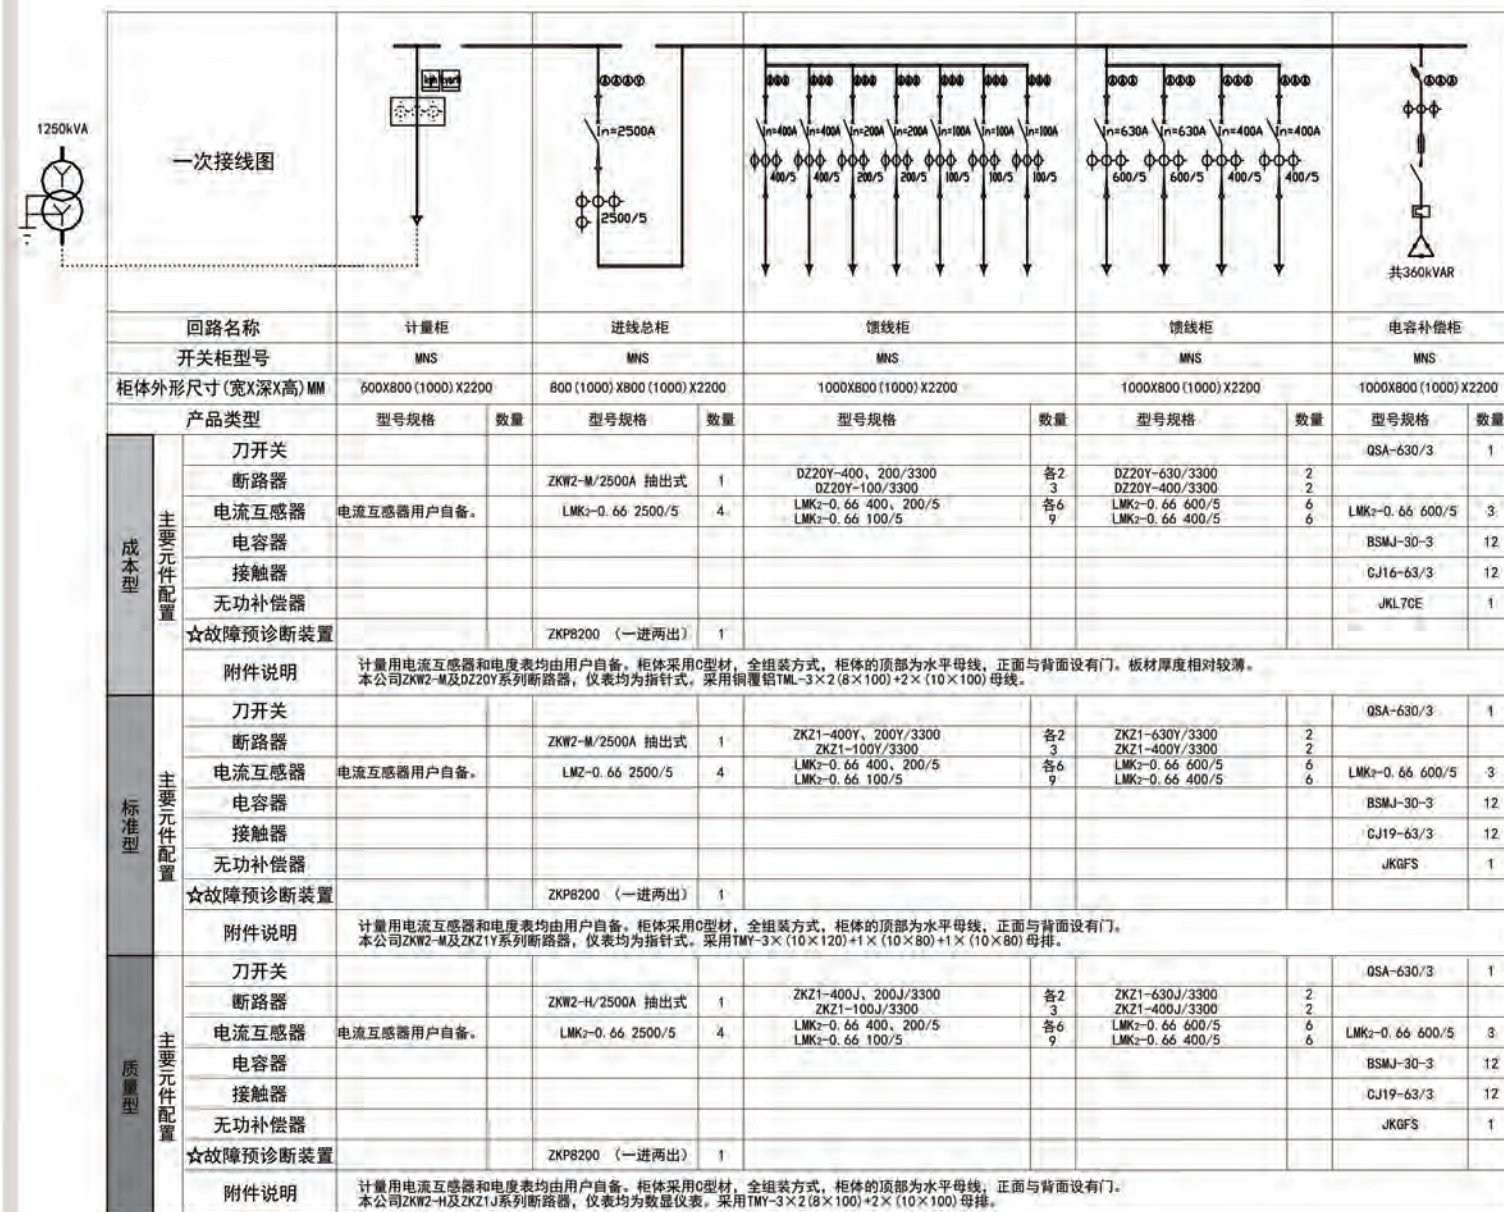 1250kVA
一次接线图
kwh kvarh
In=2500A
2500/5
In=400A In=400A In=200A In=200A In=100A In=100A In=100A
400/5 400/5 200/5 200/5 100/5 100/5 100/5
In=630A In=630A In=400A In=400A
600/5 600/5 400/5 400/5
共360kVAR
回路名称 计量柜 进线总柜 馈线柜 馈线柜 电容补偿柜
开关柜型号 MNS MNS MNS MNS MNS
柜体外形尺寸(宽X深X高)MM 600X800(1000)X2200 800(1000)X800(1000)X2200 1000X800(1000)X2200 1000X800(1000)X2200 1000X800(1000)X2200
产品类型 型号规格 数量 型号规格 数量 型号规格 数量 型号规格 数量 型号规格 数量
成本型
主要元件配置
刀开关 QSA-630/3 1
断路器 ZKW2-M/2500A 抽出式 1 DZ20Y-400、200/3300 各2 DZ20Y-630/3300 2
DZ20Y-100/3300 3 DZ20Y-400/3300 2
电流互感器 电流互感器用户自备。 LMK2-0.66 2500/5 4 LMK2-0.66 400、200/5 各6 LMK2-0.66 600/5 6 LMK2-0.66 600/5 3
LMK2-0.66 100/5 9 LMK2-0.66 400/5 6
电容器 BSMJ-30-3 12
接触器 CJ16-63/3 12
无功补偿器 JKL7CE 1
☆故障预诊断装置 ZKP8200 (一进两出) 1
附件说明 计量用电流互感器和电度表均由用户自备。柜体采用C型材，全组装方式，柜体的顶部为水平母线，正面与背面设有门。板材厚度相对较薄。
本公司ZKW2-M及DZ20Y系列断路器，仪表均为指针式。采用铜覆铝TML-3×2(8×100)+2×(10×100)母线。
标准型
主要元件配置
刀开关 QSA-630/3 1
断路器 ZKW2-M/2500A 抽出式 1 ZKZ1-400Y、200Y/3300 各2 ZKZ1-630Y/3300 2
ZKZ1-100Y/3300 3 ZKZ1-400Y/3300 2
电流互感器 电流互感器用户自备。 LMZ-0.66 2500/5 4 LMK2-0.66 400、200/5 各6 LMK2-0.66 600/5 6 LMK2-0.66 600/5 3
LMK2-0.66 100/5 9 LMK2-0.66 400/5 6
电容器 BSMJ-30-3 12
接触器 CJ19-63/3 12
无功补偿器 JKGFS 1
☆故障预诊断装置 ZKP8200 (一进两出) 1
附件说明 计量用电流互感器和电度表均由用户自备。柜体采用C型材，全组装方式，柜体的顶部为水平母线，正面与背面设有门。
本公司ZKW2-M及ZKZ1Y系列断路器，仪表均为指针式。采用TMY-3×(10×120)+1×(10×80)+1×(10×80)母排。
质量型
主要元件配置
刀开关 QSA-630/3 1
断路器 ZKW2-H/2500A 抽出式 1 ZKZ1-400J、200J/3300 各2 ZKZ1-630J/3300 2
ZKZ1-100J/3300 3 ZKZ1-400J/3300 2
电流互感器 电流互感器用户自备。 LMK2-0.66 2500/5 4 LMK2-0.66 400、200/5 各6 LMK2-0.66 600/5 6 LMK2-0.66 600/5 3
LMK2-0.66 100/5 9 LMK2-0.66 400/5 6
电容器 BSMJ-30-3 12
接触器 CJ19-63/3 12
无功补偿器 JKGFS 1
☆故障预诊断装置 ZKP8200 (一进两出) 1
附件说明 计量用电流互感器和电度表均由用户自备。柜体采用C型材，全组装方式，柜体的顶部为水平母线，正面与背面设有门。
本公司ZKW2-H及ZKZ1J系列断路器，仪表均为数显仪表。采用TMY-3×2(8×100)+2×(10×100)母排。